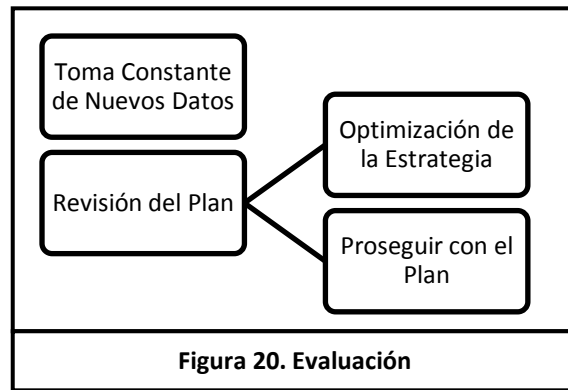 Toma Constante
de Nuevos Datos
Revisión del Plan
Optimización de
la Estrategia
Proseguir con el
Plan
Figura 20. Evaluación